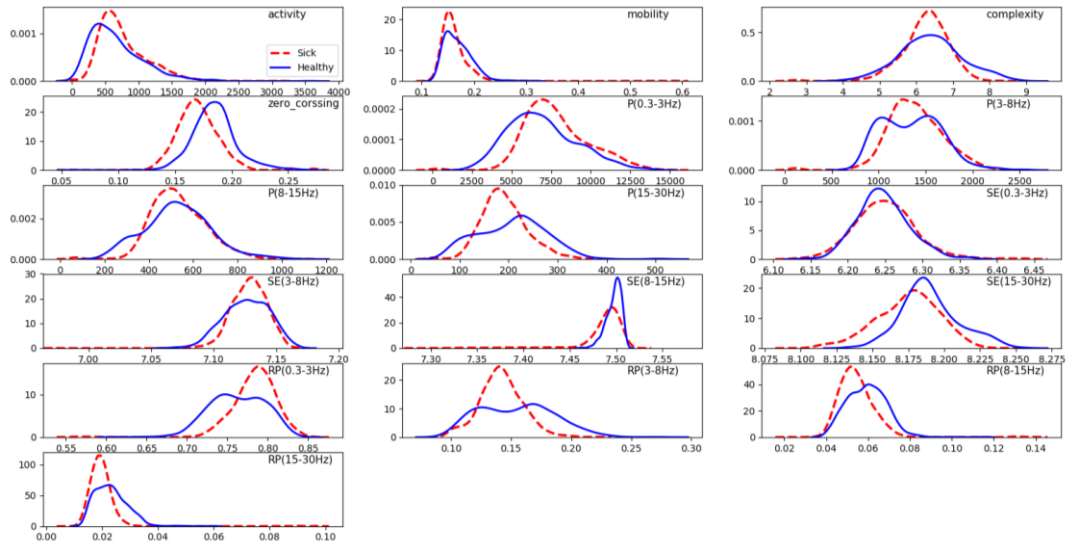 activity
mobility
complexity
Sick
Healthy
0.001
0.000
0 500 1000 1500 2000 2500 3000 3500 4000
20
10
0
0.1 0.2 0.3 0.4 0.5 0.6
0.5
0.0
2 3 4 5 6 7 8 9
zero_corssing
P(0.3-3Hz)
P(3-8Hz)
20
10
0
0.05 0.10 0.15 0.20 0.25
0.0002
0.0001
0.0000
0 2500 5000 7500 10000 12500 15000
0.001
0.000
0 500 1000 1500 2000 2500
P(8-15Hz)
P(15-30Hz)
SE(0.3-3Hz)
0.002
0.000
0 200 400 600 800 1000 1200
0.010
0.005
0.000
0 100 200 300 400 500
10
5
0
6.10 6.15 6.20 6.25 6.30 6.35 6.40 6.45
SE(3-8Hz)
SE(8-15Hz)
SE(15-30Hz)
30
20
10
0
7.00 7.05 7.10 7.15 7.20
40
20
0
7.30 7.35 7.40 7.45 7.50 7.55
20
10
0
8.075 8.100 8.125 8.150 8.175 8.200 8.225 8.250 8.275
RP(0.3-3Hz)
RP(3-8Hz)
RP(8-15Hz)
10
0
0.55 0.60 0.65 0.70 0.75 0.80 0.85
20
10
0
0.10 0.15 0.20 0.25 0.30
40
20
0
0.02 0.04 0.06 0.08 0.10 0.12 0.14
RP(15-30Hz)
100
50
0
0.00 0.02 0.04 0.06 0.08 0.10